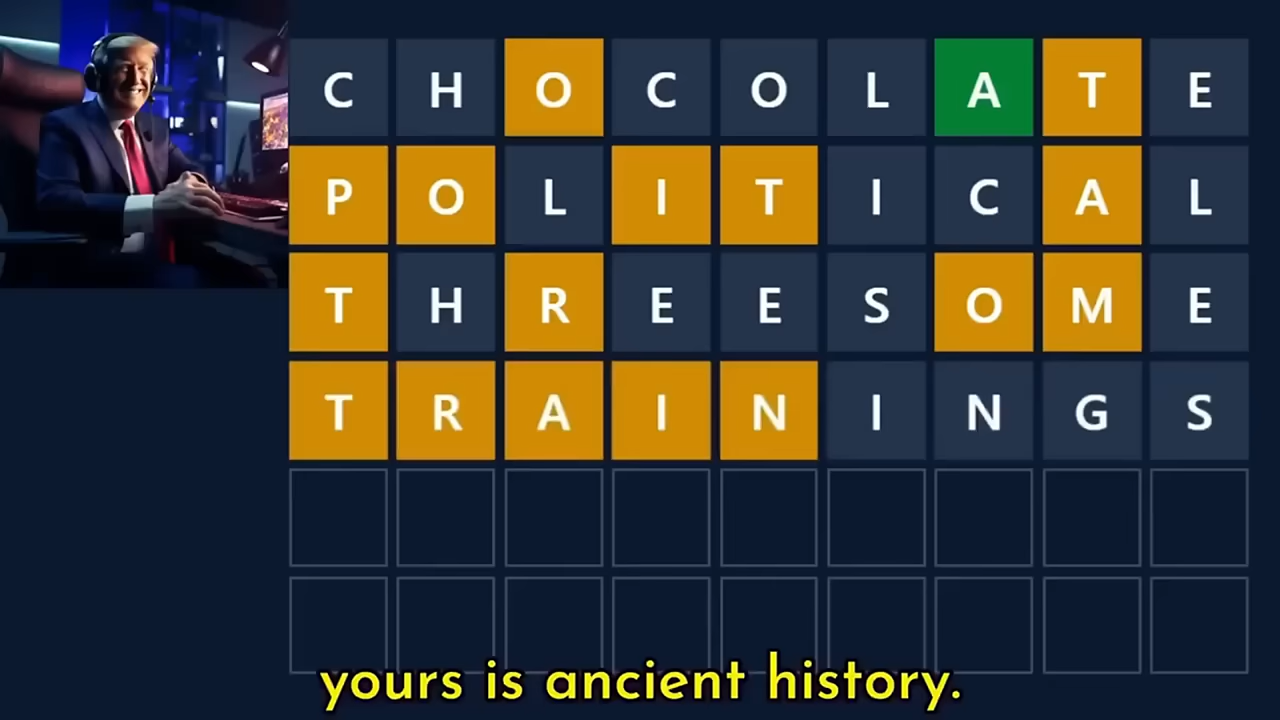 CHOCOLATE
POLITICAL
THREESOME
TRAININGS
yours is ancient history.